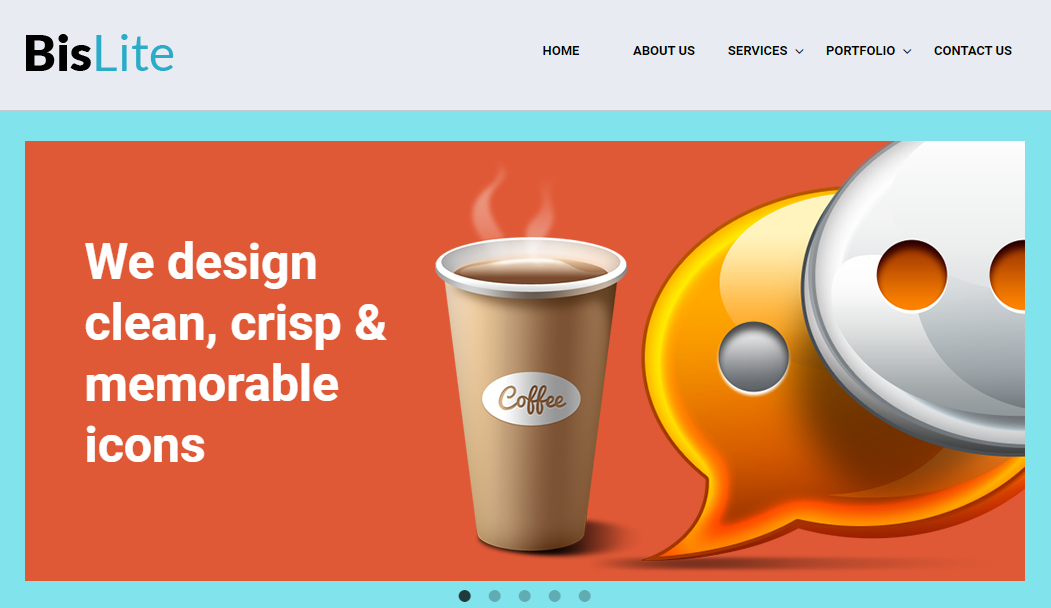 BisLite
HOME ABOUT US SERVICES PORTFOLIO CONTACT US
We design
clean, crisp &
memorable
icons
Coffee